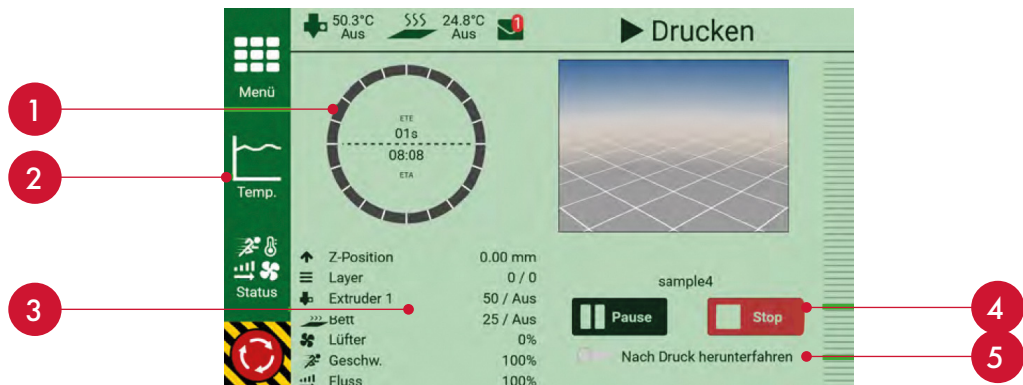 50.3°C
Aus
24.8°C
Aus
1
Drucken
Menü
Temp.
Status
1
2
3
4
5
ETE
01s
08:08
ETA
Z-Position 0.00 mm
Layer 0 / 0
Extruder 1 50 / Aus
Bett 25 / Aus
Lüfter 0%
Geschw. 100%
Fluss 100%
sample4
Pause
Stop
Nach Druck herunterfahren